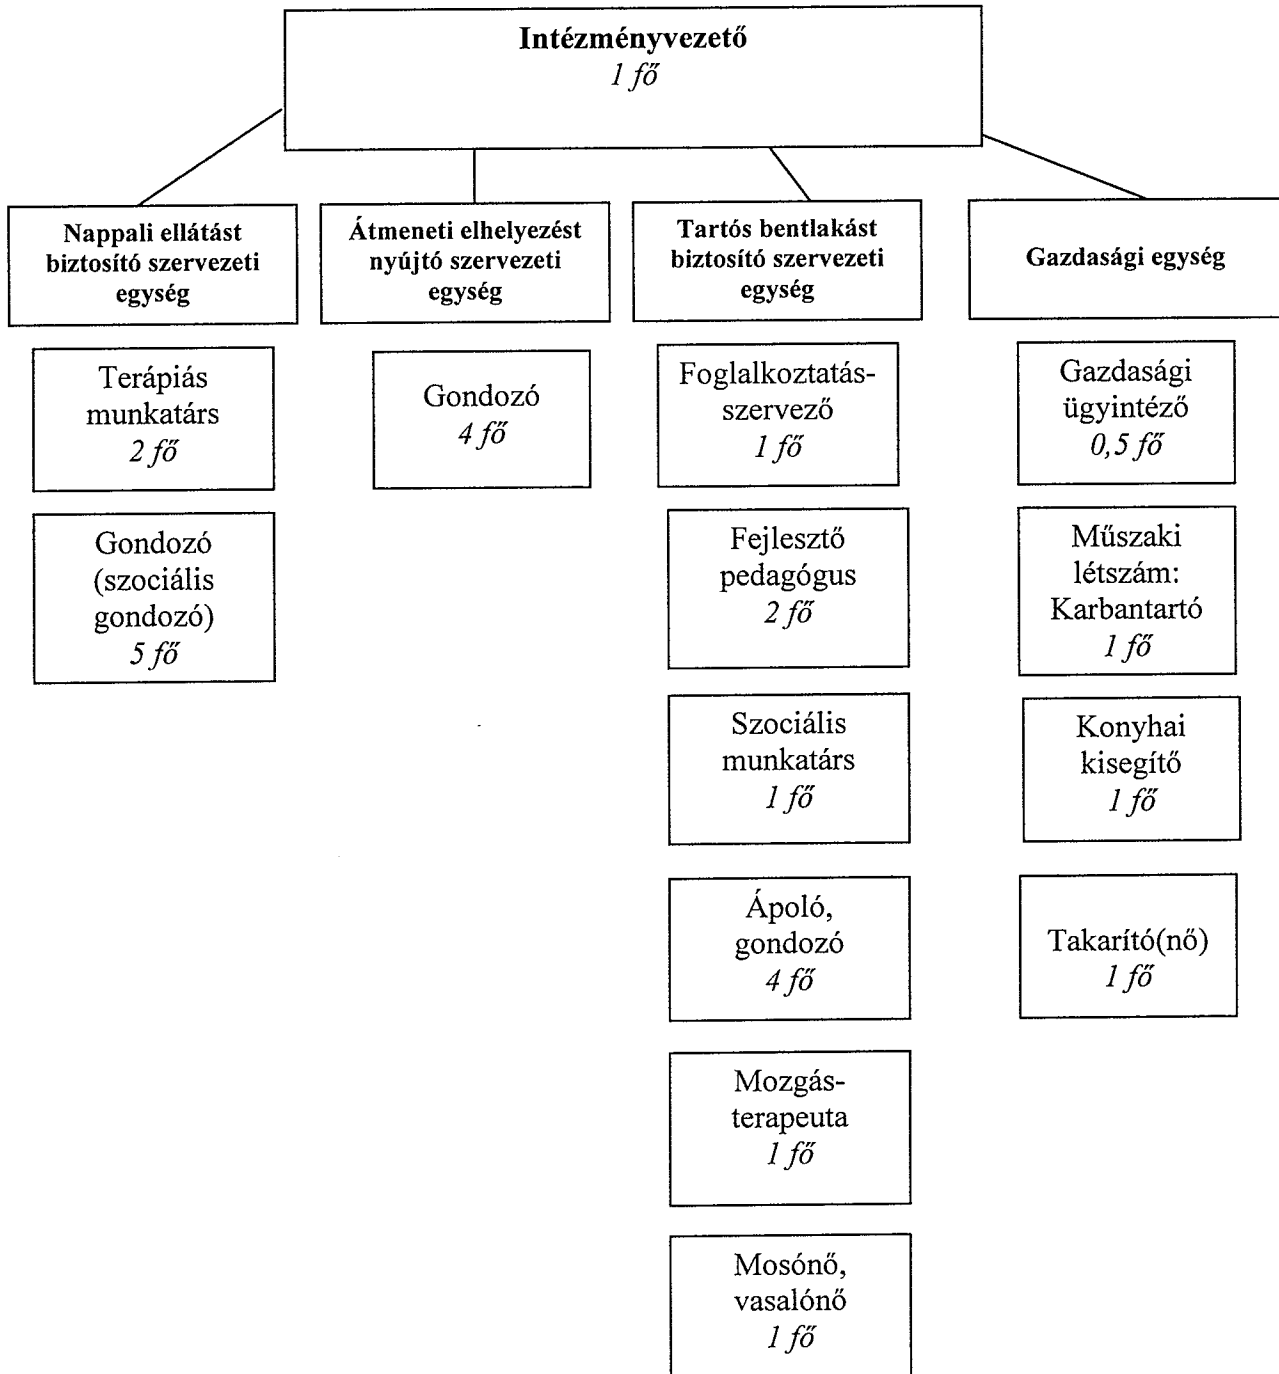 Intézményvezető
1 fő
Nappali ellátást
biztosító szervezeti
egység
Átmeneti elhelyezést
nyújtó szervezeti
egység
Tartós bentlakást
biztosító szervezeti
egység
Gazdasági egység
Terápiás
munkatárs
2 fő
Gondozó
(szociális
gondozó)
5 fő
Gondozó
4 fő
Foglalkoztatás-
szervező
1 fő
Fejlesztő
pedagógus
2 fő
Szociális
munkatárs
1 fő
Ápoló,
gondozó
4 fő
Mozgás-
terapeuta
1 fő
Mosónő,
vasalónő
1 fő
Gazdasági
ügyintéző
0,5 fő
Műszaki
létszám:
Karbantartó
1 fő
Konyhai
kisegítő
1 fő
Takarító(nő)
1 fő